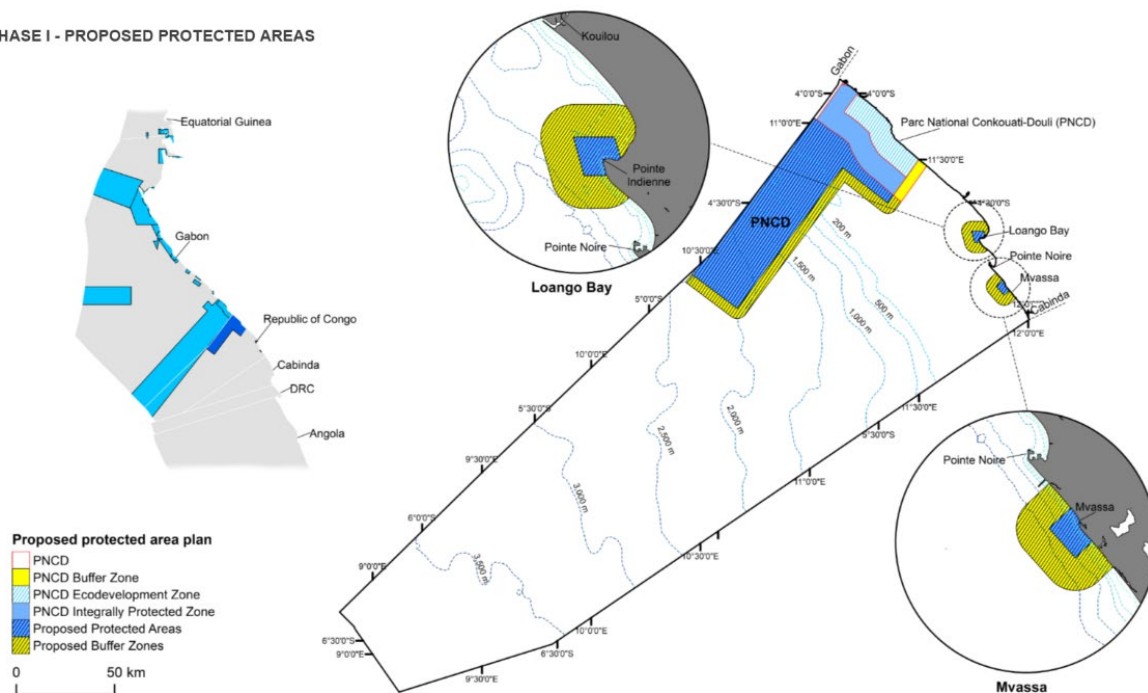 HASE I - PROPOSED PROTECTED AREAS
Equatorial Guinea
Gabon
Republic of Congo
Cabinda
DRC
Angola
Kouilou
Pointe
Indienne
Pointe Noire
Loango Bay
Gabon
4°0'0"S
4°0'0"S
11°0'0"E
Parc National Conkouati-Douli (PNCD)
11°30'0"E
4°30'0"S
4°30'0"S
PNCD
Loango Bay
Pointe Noire
Mvassa
Cabinda
12°0'0"E
10°30'0"E
5°0'0"S
200 m
500 m
1,000 m
1,500 m
2,000 m
2,500 m
3,000 m
3,500 m
10°0'0"E
5°30'0"S
9°30'0"E
6°0'0"S
9°0'0"E
11°30'0"E
5°30'0"S
11°0'0"E
10°30'0"E
10°0'0"E
6°30'0"S
9°30'0"E
6°30'0"S
9°0'0"E
Pointe Noire
Mvassa
Mvassa
Proposed protected area plan
PNCD
PNCD Buffer Zone
PNCD Ecodevelopment Zone
PNCD Integrally Protected Zone
Proposed Protected Areas
Proposed Buffer Zones
0 50 km